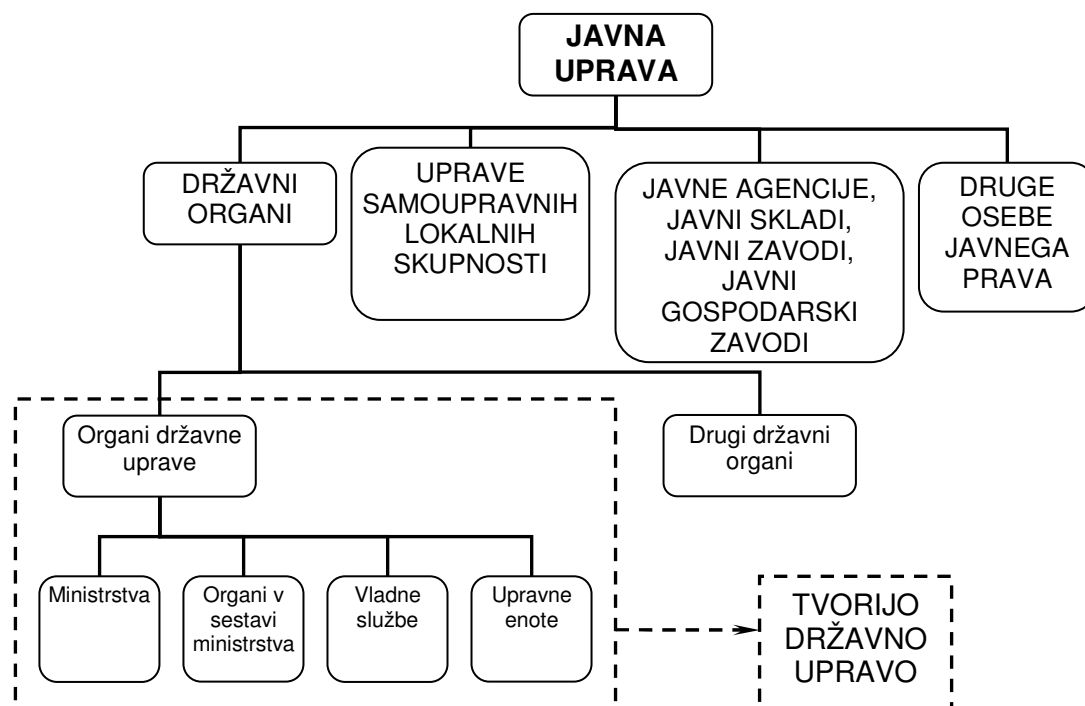 JAVNA
UPRAVA
DRŽAVNI
ORGANI
UPRAVE
SAMOUPRAVNIH
LOKALNIH
SKUPNOSTI
JAVNE AGENCIJE,
JAVNI SKLADI,
JAVNI ZAVODI,
JAVNI
GOSPODARSKI
ZAVODI
DRUGE
OSEBE
JAVNEGA
PRAVA
Organi državne
uprave
Drugi državni
organi
Ministrstva
Organi v
sestavi
ministrstva
Vladne
službe
Upravne
enote
TVORIJO
DRŽAVNO
UPRAVO